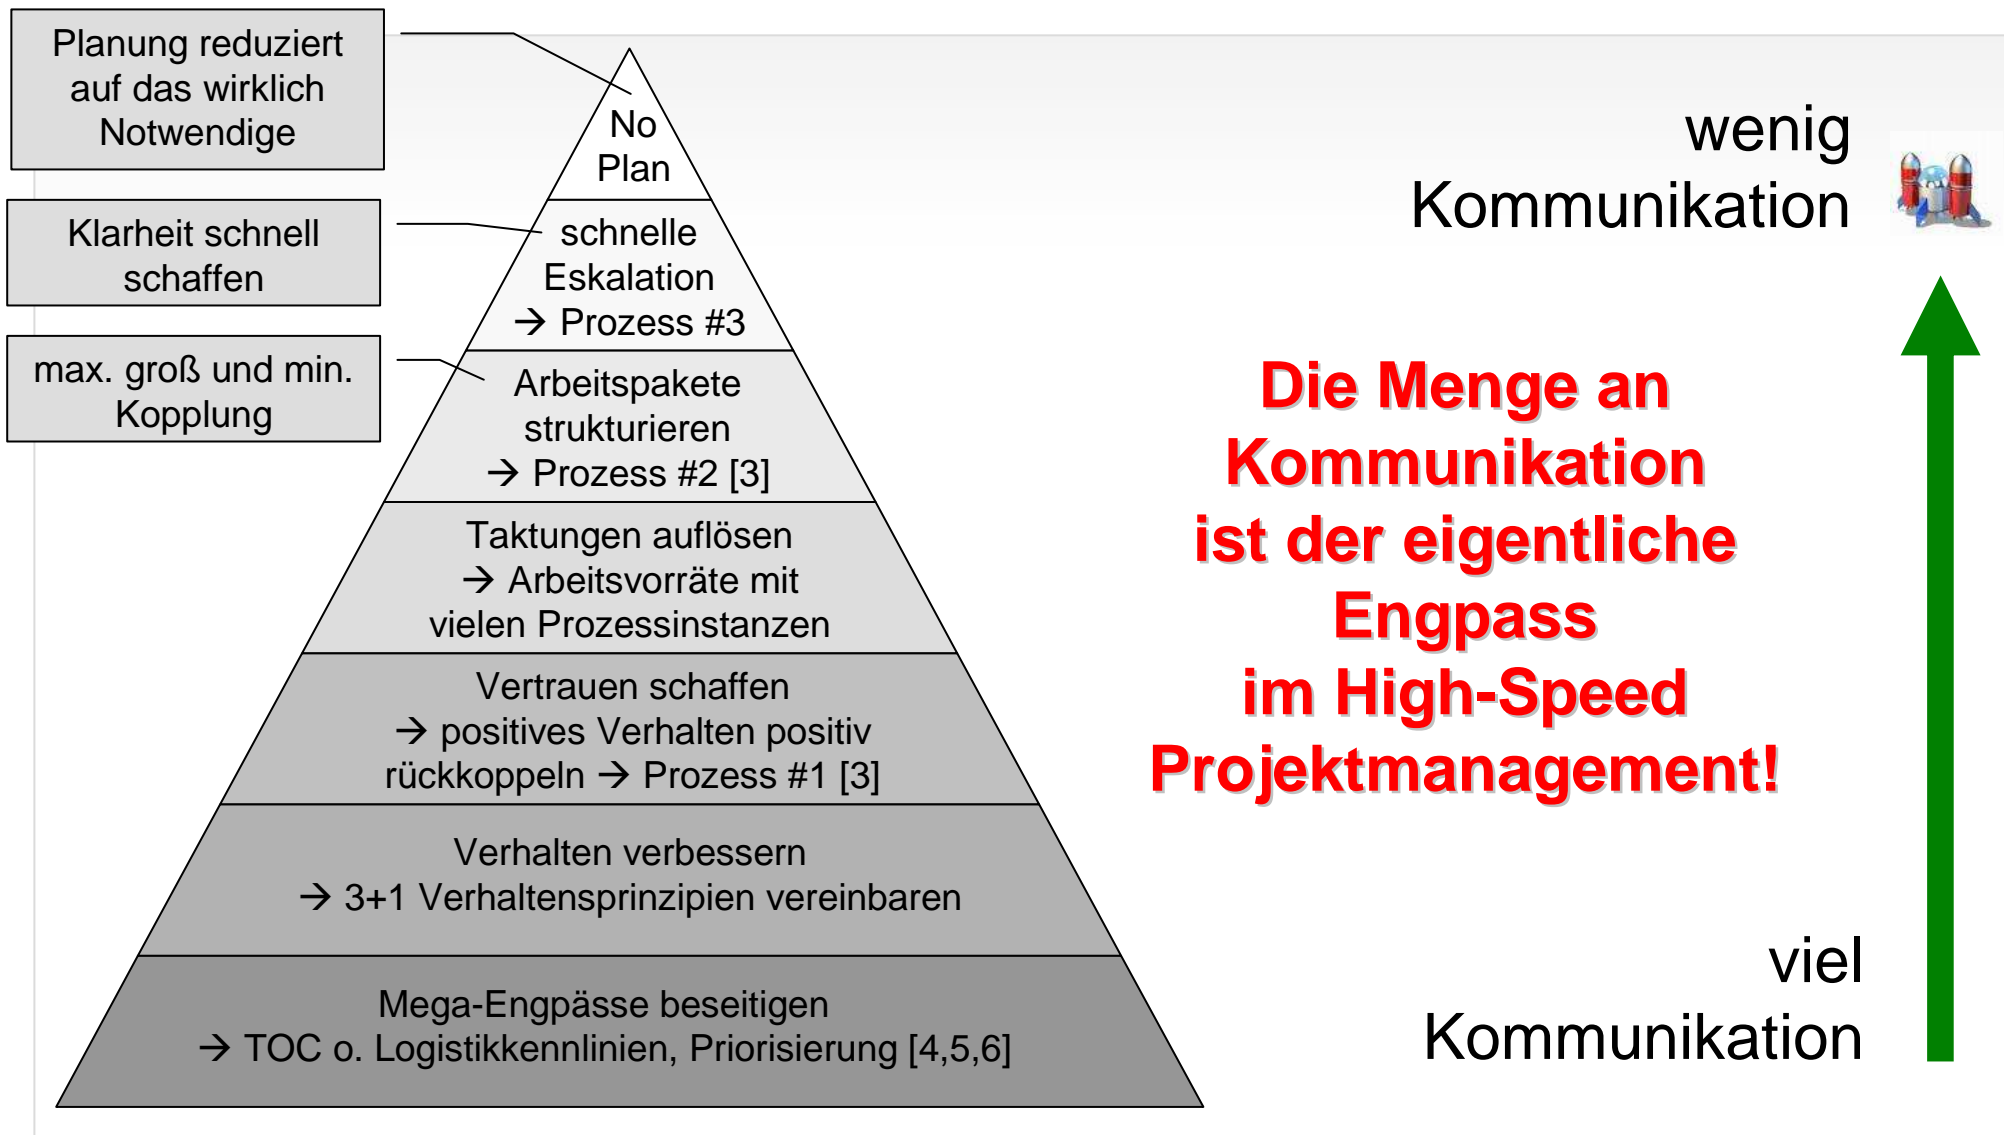 Planung reduziert
auf das wirklich
Notwendige
Klarheit schnell
schaffen
max. groß und min.
Kopplung
No
Plan
schnelle
Eskalation
→ Prozess #3
Arbeitspakete
strukturieren
→ Prozess #2 [3]
Taktungen auflösen
→ Arbeitsvorräte mit
vielen Prozessinstanzen
Vertrauen schaffen
→ positives Verhalten positiv
rückkoppeln → Prozess #1 [3]
Verhalten verbessern
→ 3+1 Verhaltensprinzipien vereinbaren
Mega-Engpässe beseitigen
→ TOC o. Logistikkennlinien, Priorisierung [4,5,6]
wenig
Kommunikation
Die Menge an
Kommunikation
ist der eigentliche
Engpass
im High-Speed
Projektmanagement!
viel
Kommunikation